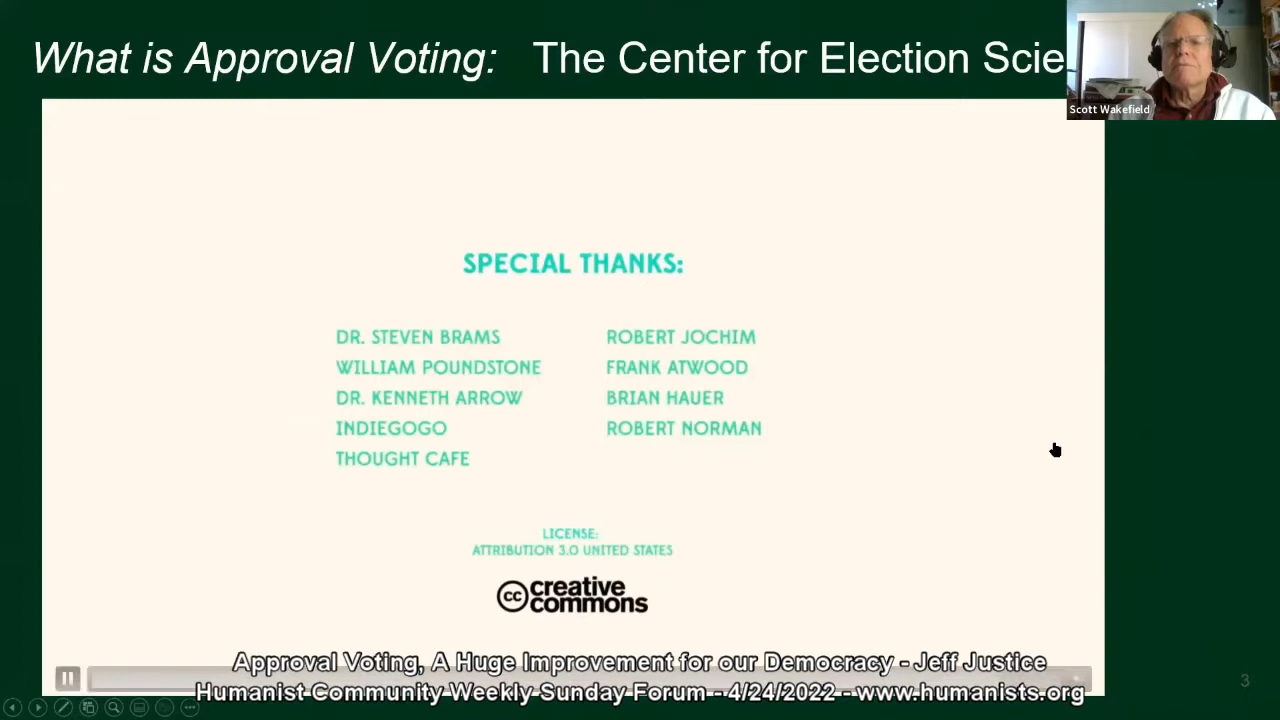 What is Approval Voting: The Center for Election Scie
Scott Wakefield
SPECIAL THANKS:
DR. STEVEN BRAMS
WILLIAM POUNDSTONE
DR. KENNETH ARROW
INDIEGOGO
THOUGHT CAFE
ROBERT JOCHIM
FRANK ATWOOD
BRIAN HAUER
ROBERT NORMAN
LICENSE:
ATTRIBUTION 3.0 UNITED STATES
cc creative
commons
Approval Voting, A Huge Improvement for our Democracy - Jeff Justice
Humanist Community Weekly Sunday Forum - 4/24/2022 - www.humanists.org
3